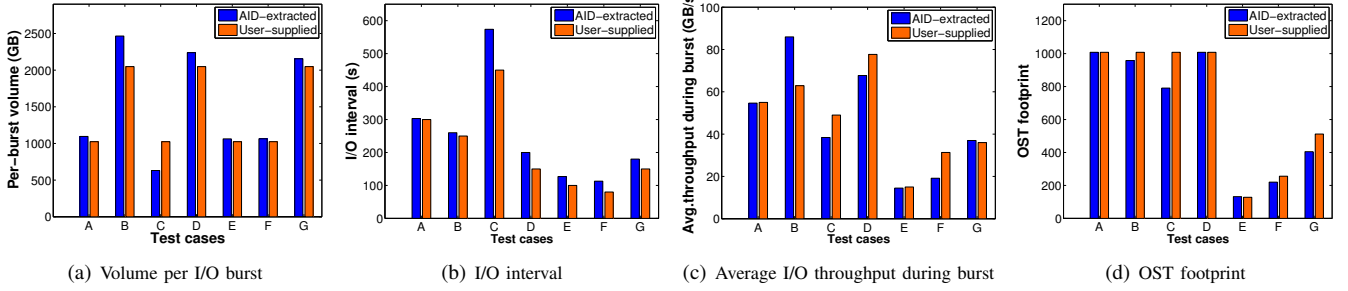 Per−burst volume (GB)
2500
2000
1500
1000
500
0
A B C D E F G
Test cases
AID−extracted
User−supplied
(a) Volume per I/O burst
I/O interval (s)
600
500
400
300
200
100
0
A B C D E F G
Test cases
AID−extracted
User−supplied
(b) I/O interval
Avg.throughput during burst (GB/s
100
80
60
40
20
0
A B C D E F G
Test cases
AID−extracted
User−supplied
(c) Average I/O throughput during burst
OST footprint
1200
1000
800
600
400
200
0
A B C D E F G
Test cases
AID−extracted
User−supplied
(d) OST footprint